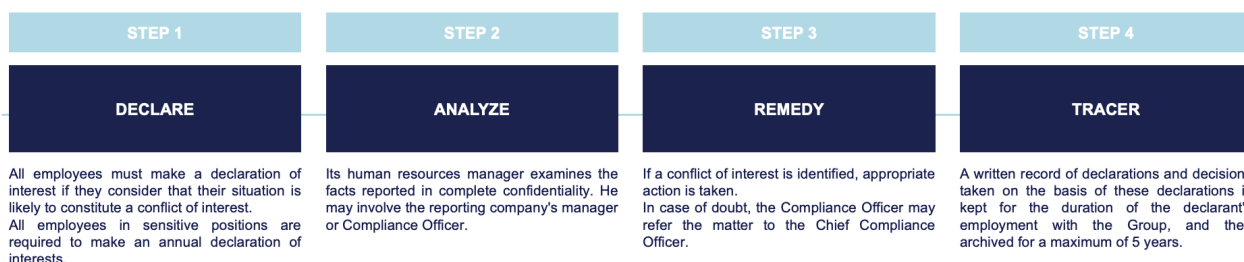 STEP 1
DECLARE
All employees must make a declaration of
interest if they consider that their situation is
likely to constitute a conflict of interest.
All employees in sensitive positions are
required to make an annual declaration of
interests.
STEP 2
ANALYZE
Its human resources manager examines the
facts reported in complete confidentiality. He
may involve the reporting company's manager
or Compliance Officer.
STEP 3
REMEDY
If a conflict of interest is identified, appropriate
action is taken.
In case of doubt, the Compliance Officer may
refer the matter to the Chief Compliance
Officer.
STEP 4
TRACER
A written record of declarations and decision
taken on the basis of these declarations i
kept for the duration of the declarant'
employment with the Group, and the
archived for a maximum of 5 years.